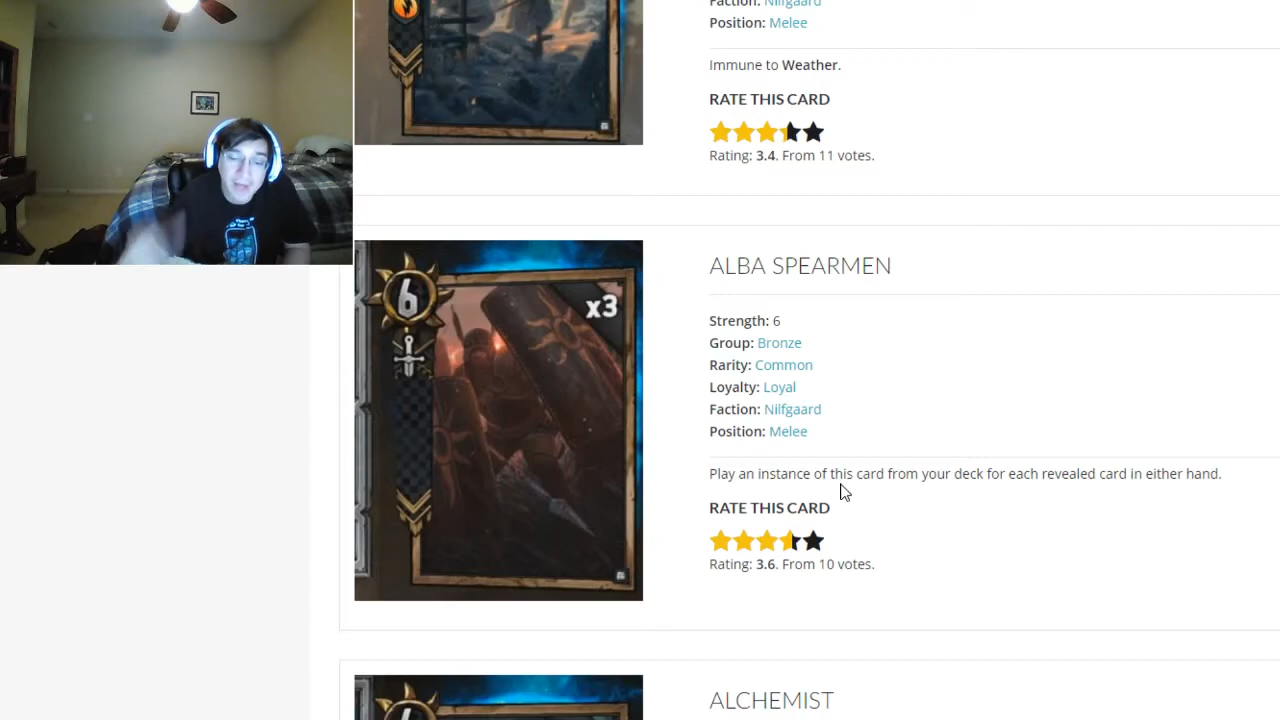 Faction: Nilfgaard
Position: Melee
Immune to Weather.
RATE THIS CARD
Rating: 3.4. From 11 votes.
6
x3
ALBA SPEARMEN
Strength: 6
Group: Bronze
Rarity: Common
Loyalty: Loyal
Faction: Nilfgaard
Position: Melee
Play an instance of this card from your deck for each revealed card in either hand.
RATE THIS CARD
Rating: 3.6. From 10 votes.
ALCHEMIST